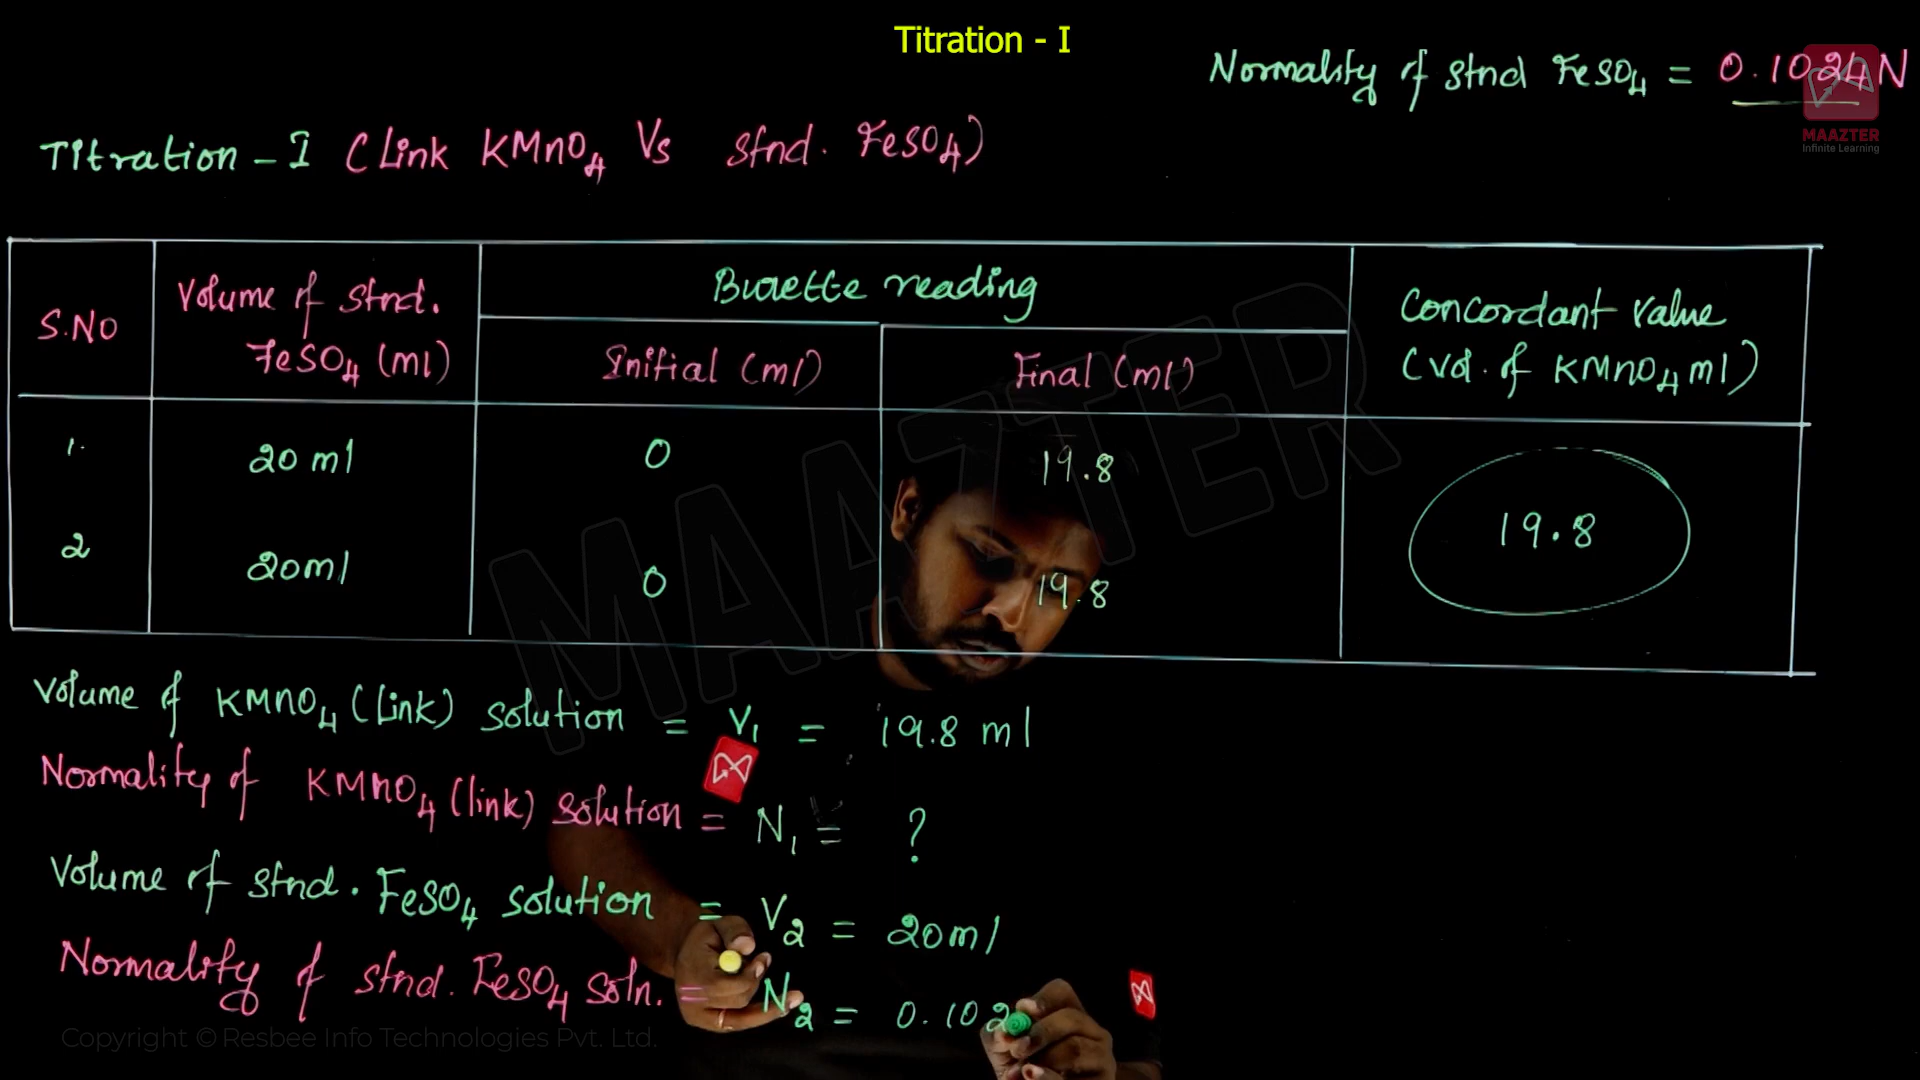 Titration - I
Normality of stnd FeSO4 = 0.1024 N
MAAZTER
Infinite Learning
Titration - I (Link KMnO4 Vs stnd. FeSO4)
S.NO
Volume of stnd. FeSO4 (ml)
Burette reading
Initial (ml)
Final (ml)
Concordant value (Vol. of KMnO4 ml)
1. 20 ml 0 19.8
19.8
2 20ml 0 19.8
MAAZTER
Volume of KMnO4 (Link) solution = V1 = 19.8 ml
Normality of KMnO4 (link) solution = N1 = ?
Volume of stnd. FeSO4 solution = V2 = 20ml
Normality of stnd. FeSO4 soln. = N2 = 0.102
Copyright © Resbee Info Technologies Pvt. Ltd.